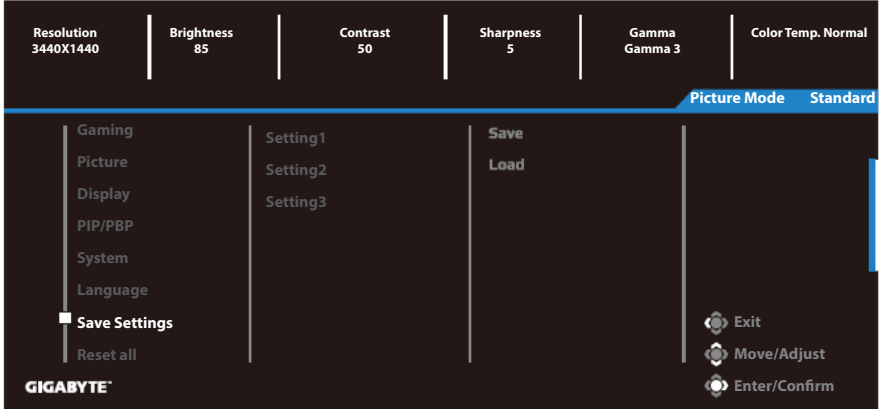 Resolution
3440X1440
Brightness
85
Contrast
50
Sharpness
5
Gamma
Gamma 3
Color Temp. Normal
Picture Mode Standard
Gaming
Picture
Display
PIP/PBP
System
Language
Save Settings
Reset all
Setting1
Setting2
Setting3
Save
Load
Exit
Move/Adjust
Enter/Confirm
GIGABYTE™